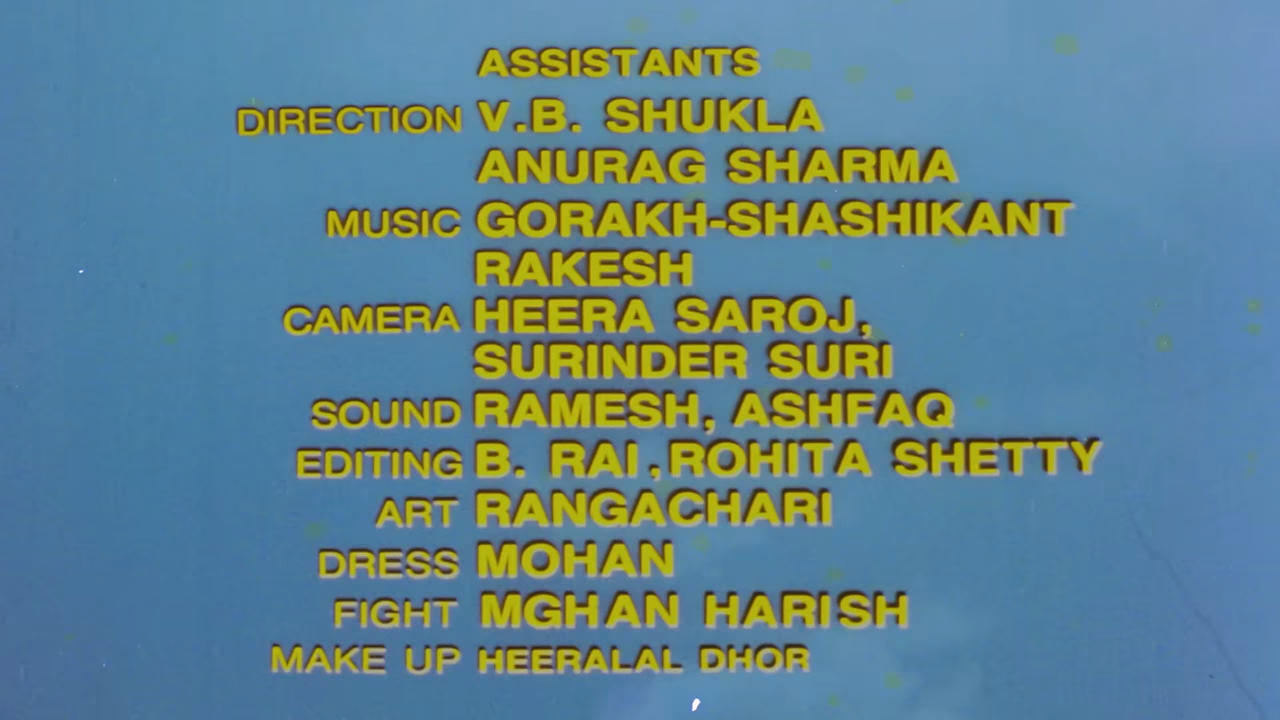 ASSISTANTS
DIRECTION V.B. SHUKLA
ANURAG SHARMA
MUSIC GORAKH-SHASHIKANT
RAKESH
CAMERA HEERA SAROJ,
SURINDER SURI
SOUND RAMESH, ASHFAQ
EDITING B. RAI, ROHITA SHETTY
ART RANGACHARI
DRESS MOHAN
FIGHT MGHAN HARISH
MAKE UP HEERALAL DHOR